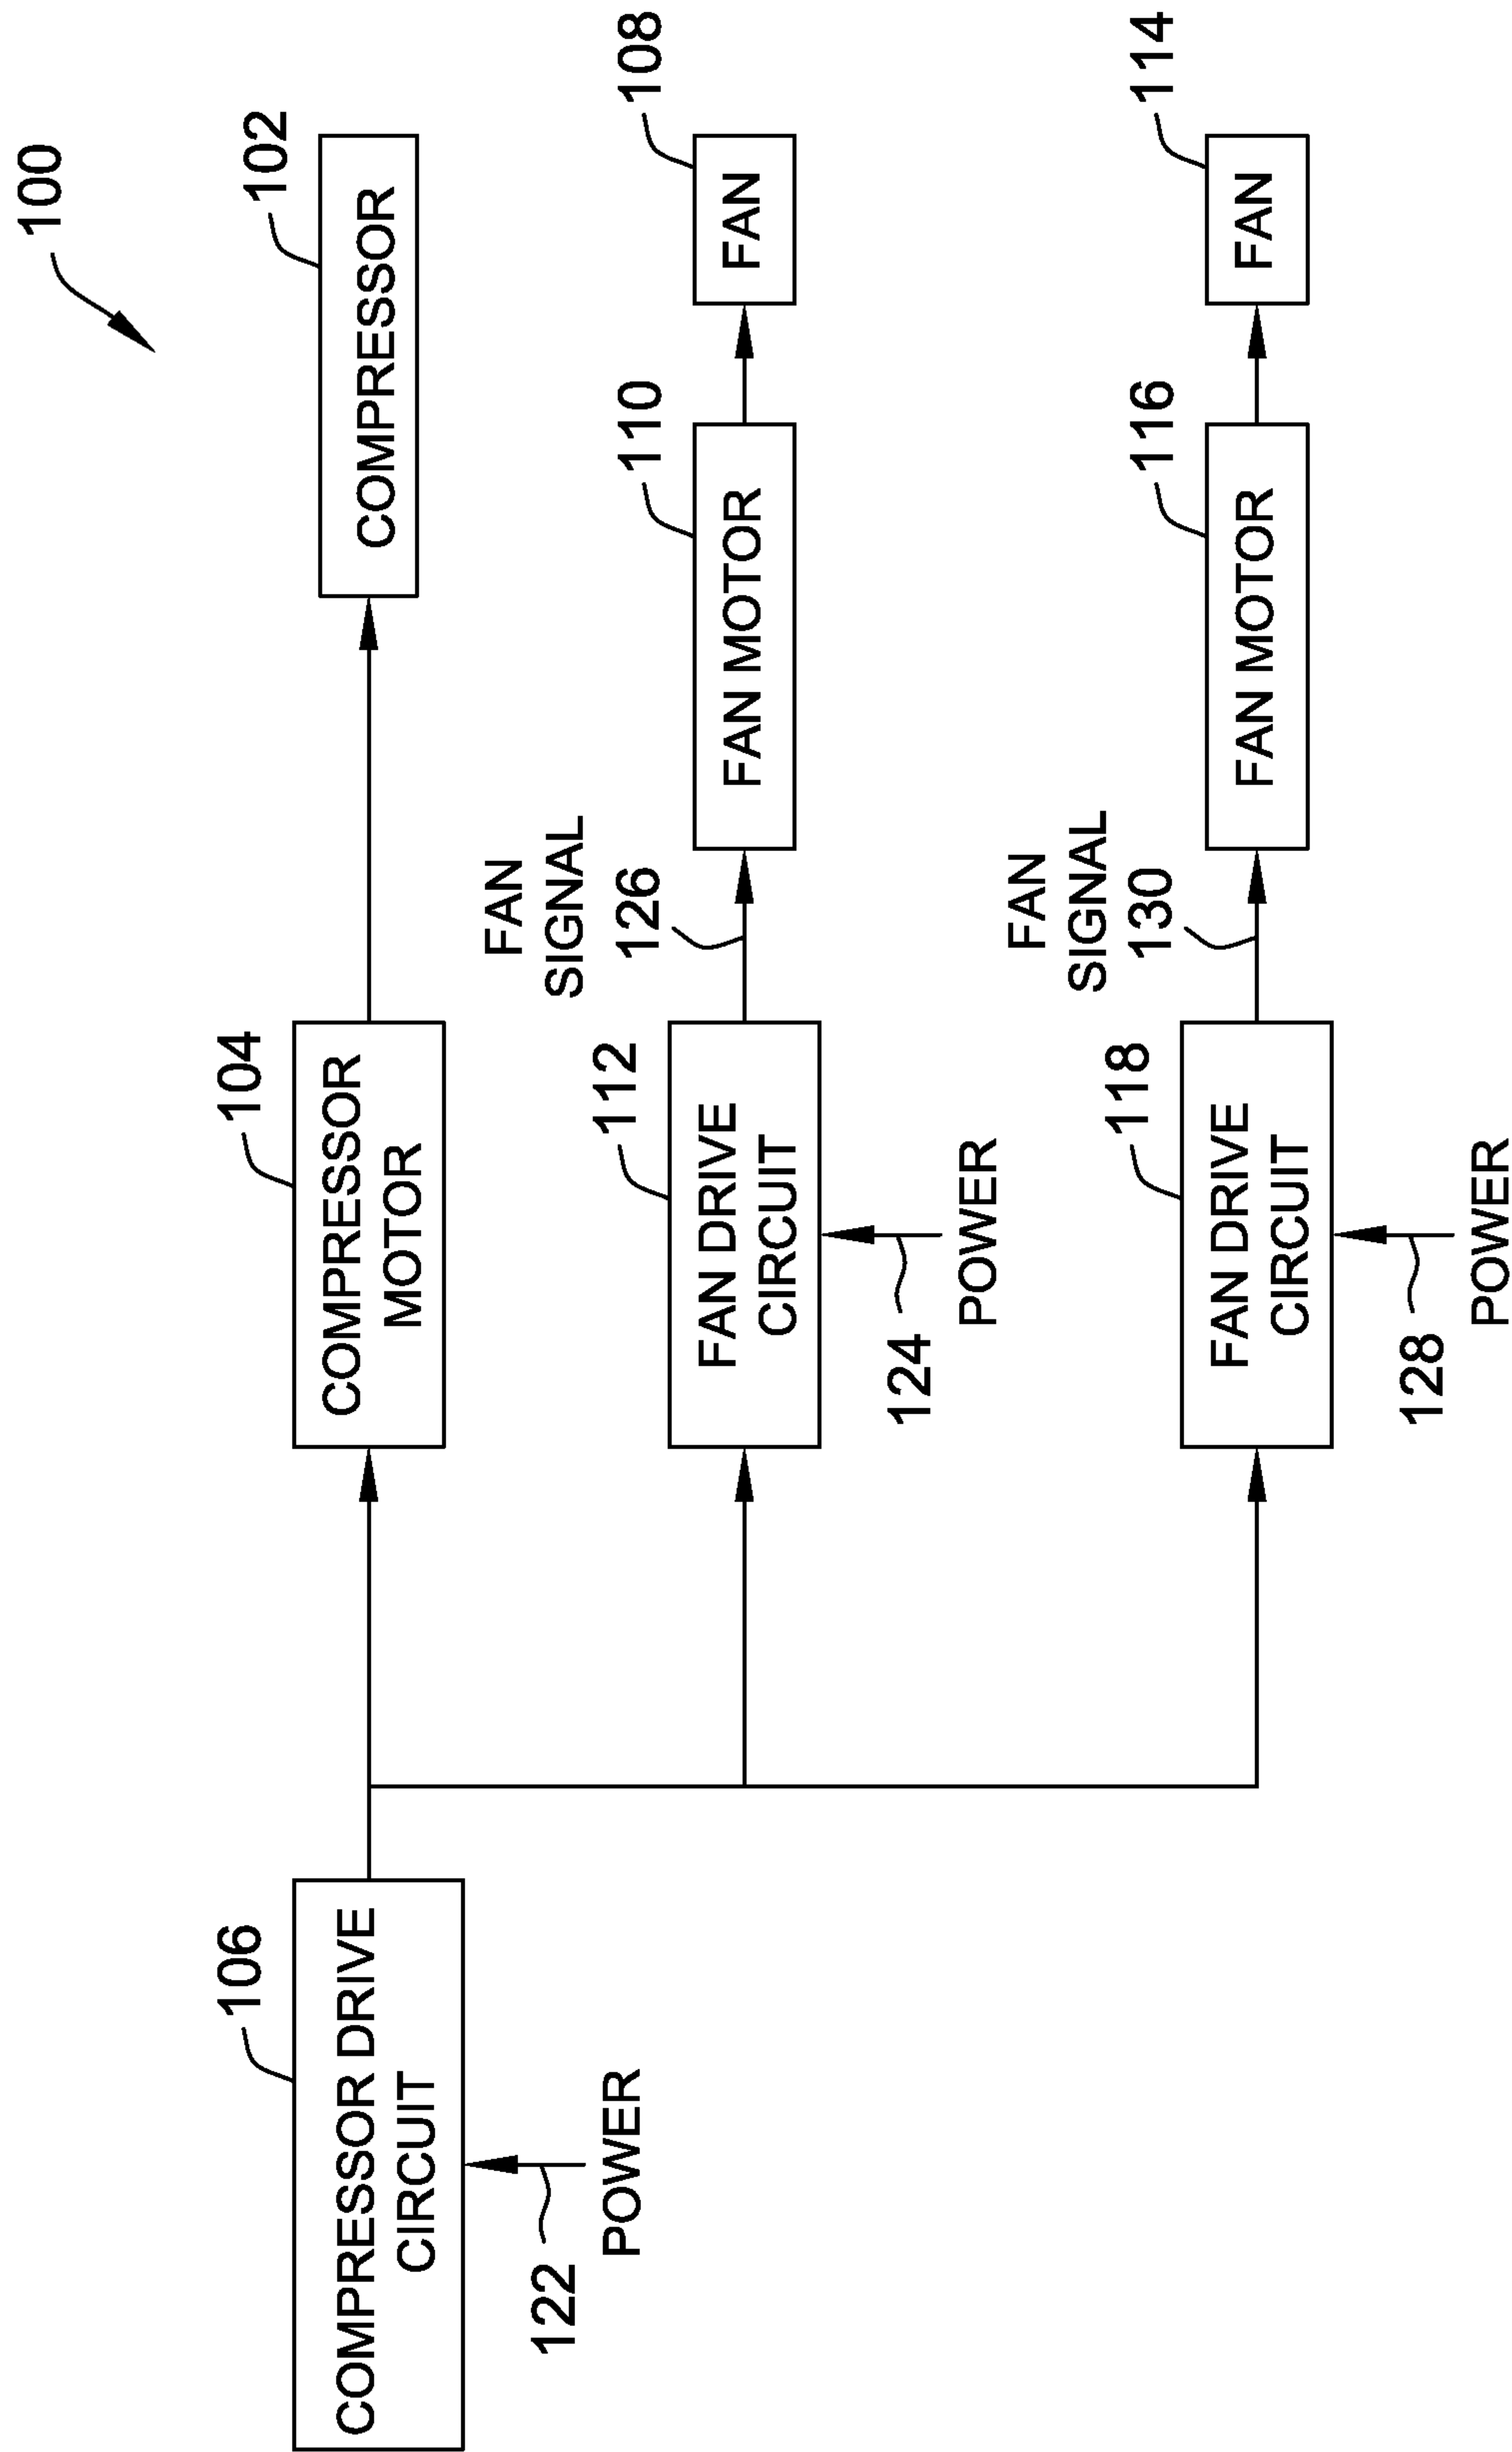 100
106
COMPRESSOR DRIVE
CIRCUIT
122
POWER
104
COMPRESSOR
MOTOR
102
COMPRESSOR
112
FAN DRIVE
CIRCUIT
124
POWER
FAN
SIGNAL
126
110
FAN MOTOR
108
FAN
118
FAN DRIVE
CIRCUIT
128
POWER
FAN
SIGNAL
130
116
FAN MOTOR
114
FAN